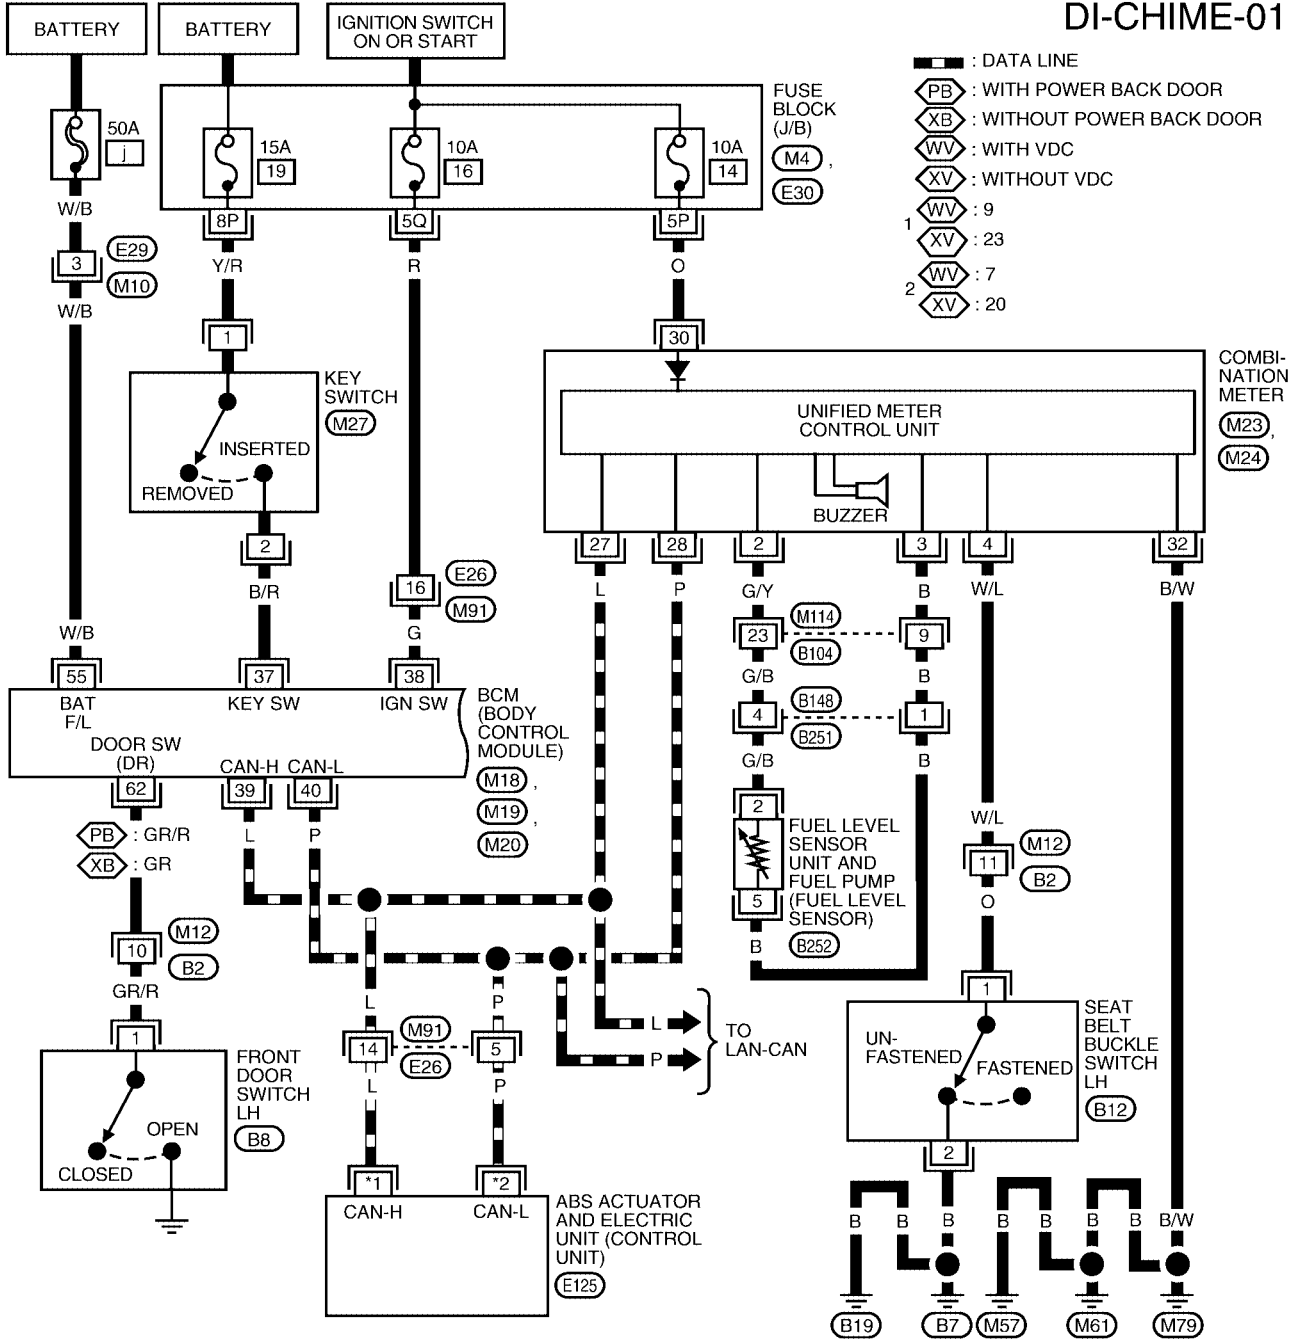 DI-CHIME-01
BATTERY
BATTERY
IGNITION SWITCH
ON OR START
: DATA LINE
PB : WITH POWER BACK DOOR
XB : WITHOUT POWER BACK DOOR
WV : WITH VDC
XV : WITHOUT VDC
1 WV : 9
XV : 23
2 WV : 7
XV : 20
50A
j
15A
19
10A
16
10A
14
FUSE
BLOCK
(J/B)
M4 ,
E30
8P
5Q
5P
W/B
3
E29
M10
W/B
Y/R
R
O
1
30
KEY
SWITCH
M27
INSERTED
REMOVED
2
B/R
16
E26
M91
G
W/B
COMBI-
NATION
METER
M23 ,
M24
UNIFIED METER
CONTROL UNIT
BUZZER
27
28
2
3
4
32
L
P
G/Y
B
W/L
B/W
23
M114
B104
9
G/B
B
4
B148
B251
1
G/B
B
55
37
38
BAT
F/L
KEY SW
IGN SW
DOOR SW
(DR)
CAN-H
CAN-L
BCM
(BODY
CONTROL
MODULE)
M18 ,
M19 ,
M20
62
39
40
PB : GR/R
XB : GR
L
P
10
M12
B2
GR/R
1
FRONT
DOOR
SWITCH
LH
B8
OPEN
CLOSED
2
FUEL LEVEL
SENSOR
UNIT AND
FUEL PUMP
(FUEL LEVEL
SENSOR)
B252
5
B
W/L
11
M12
B2
O
L
P
14
M91
E26
5
L
P
L
P
TO
LAN-CAN
*1
*2
CAN-H
CAN-L
ABS ACTUATOR
AND ELECTRIC
UNIT (CONTROL
UNIT)
E125
1
UN-
FASTENED
FASTENED
SEAT
BELT
BUCKLE
SWITCH
LH
B12
2
B
B
B
B
B
B
B
B/W
B19
B7
M57
M61
M79